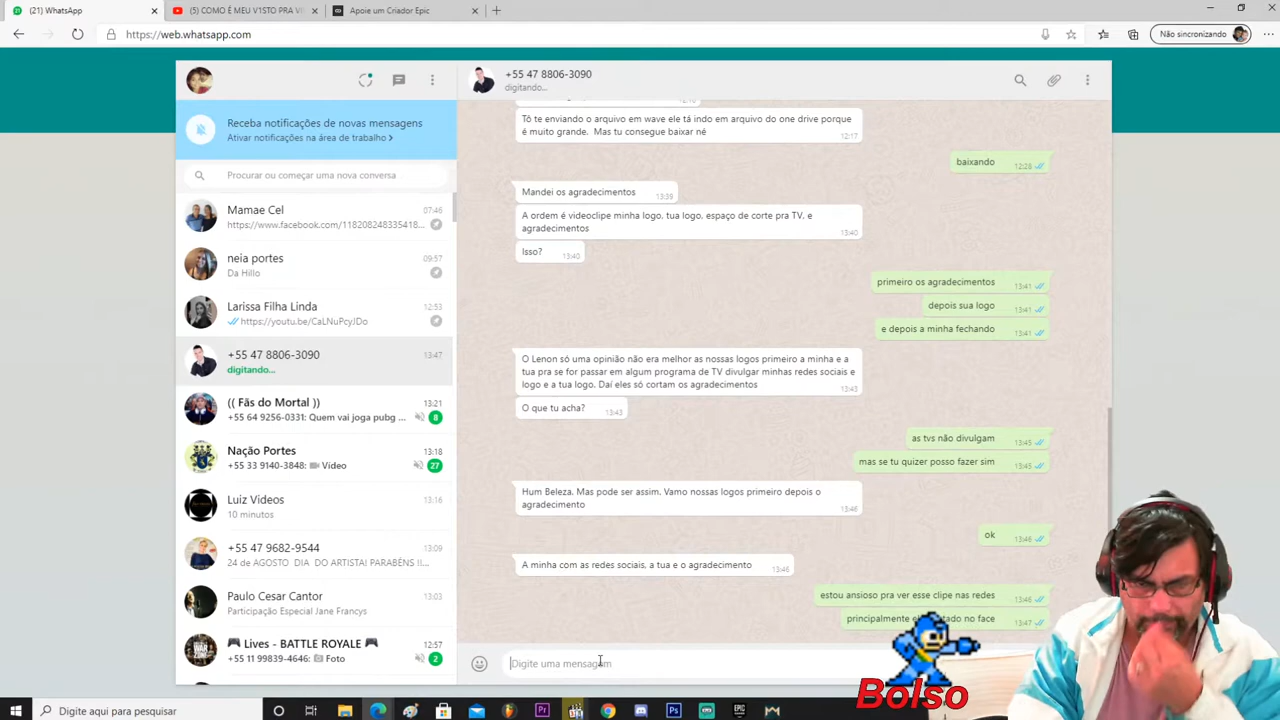 (21) WhatsApp
(5) COMO É MEU V1STO PRA VI
Apoie um Criador Epic
https://web.whatsapp.com
Não sincronizando
Receba notificações de novas mensagens
Ativar notificações na área de trabalho >
Procurar ou começar uma nova conversa
Mamae Cel 07:46
https://www.facebook.com/118208248335418...
neia portes 09:57
Da Hillo
Larissa Filha Linda 12:53
https://youtu.be/CaLNuPcyJDo
+55 47 8806-3090 13:47
digitando...
(( Fãs do Mortal )) 13:21
+55 64 9256-0331: Quem vai joga pubg ... 8
Nação Portes 13:18
+55 33 9140-3848: Vídeo 27
Luiz Videos 13:16
10 minutos
+55 47 9682-9544 13:09
24 de AGOSTO DIA DO ARTISTA! PARABÉNS.!!...
Paulo Cesar Cantor 13:03
Participação Especial Jane Francys
Lives - BATTLE ROYALE 12:57
+55 11 99839-4646: Foto 2
+55 47 8806-3090
digitando...
Tô te enviando o arquivo em wave ele tá indo em arquivo do one drive porque
é muito grande. Mas tu consegue baixar né 12:17
baixando 12:28
Mandei os agradecimentos 13:39
A ordem é videoclipe minha logo, tua logo, espaço de corte pra TV, e
agradecimentos 13:40
Isso? 13:40
primeiro os agradecimentos 13:41
depois sua logo 13:41
e depois a minha fechando 13:41
O Lenon só uma opinião não era melhor as nossas logos primeiro a minha e a
tua pra se for passar em algum programa de TV divulgar minhas redes sociais e
logo e a tua logo. Daí eles só cortam os agradecimentos 13:43
O que tu acha? 13:43
as tvs não divulgam 13:45
mas se tu quizer posso fazer sim 13:45
Hum Beleza. Mas pode ser assim. Vamo nossas logos primeiro depois o
agradecimento 13:46
ok 13:46
A minha com as redes sociais, a tua e o agradecimento 13:46
estou ansioso pra ver esse clipe nas redes 13:46
principalmente no face 13:47
Digite uma mensagem
Bolso
Digite aqui para pesquisar